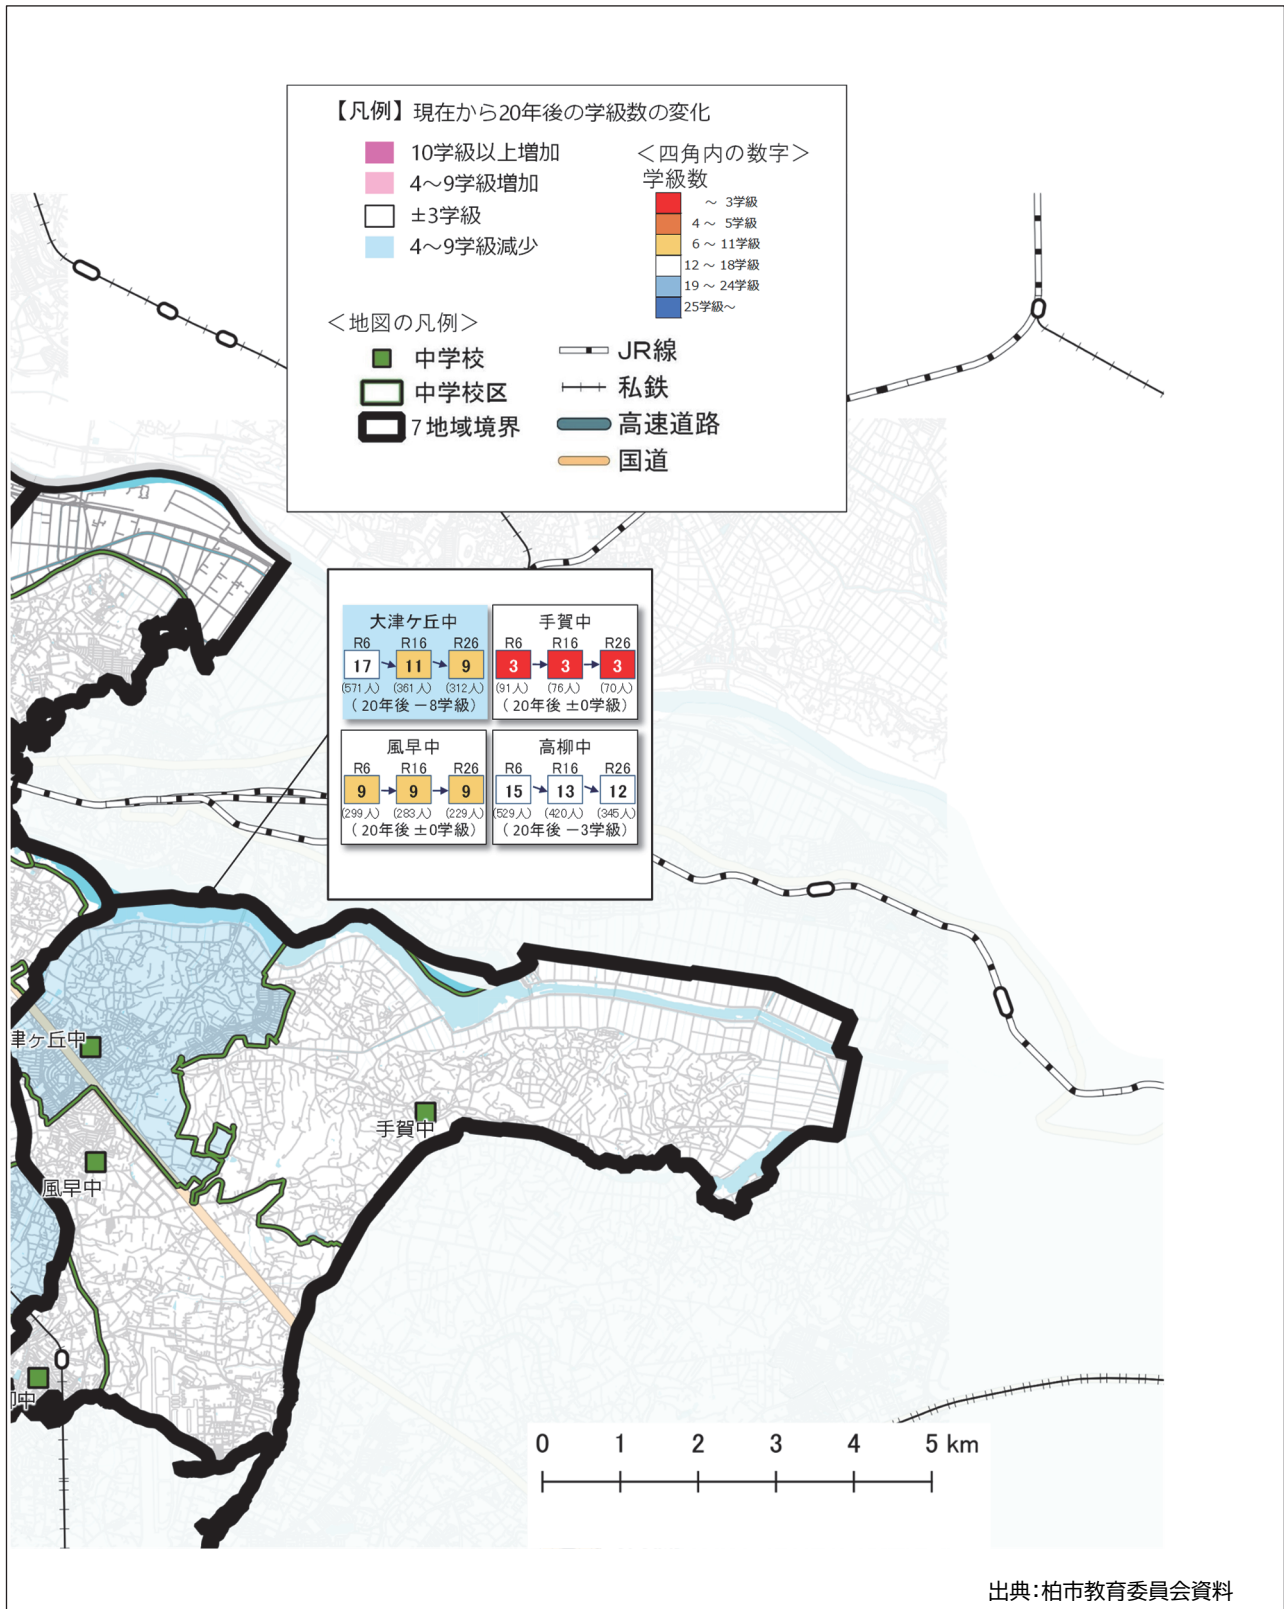 【凡例】現在から20年後の学級数の変化
10学級以上増加
4～9学級増加
±3学級
4～9学級減少
＜四角内の数字＞
学級数
～ 3学級
4 ～ 5学級
6 ～ 11学級
12 ～ 18学級
19 ～ 24学級
25学級～
＜地図の凡例＞
中学校
中学校区
7地域境界
JR線
私鉄
高速道路
国道
大津ケ丘中
R6 R16 R26
17 11 9
(571人) (361人) (312人)
( 20年後 －8学級)
手賀中
R6 R16 R26
3 3 3
(91人) (76人) (70人)
( 20年後 ±0学級)
風早中
R6 R16 R26
9 9 9
(299人) (283人) (229人)
( 20年後 ±0学級)
高柳中
R6 R16 R26
15 13 12
(529人) (420人) (345人)
( 20年後 －3学級)
津ヶ丘中
手賀中
風早中
中
0 1 2 3 4 5 km
出典：柏市教育委員会資料